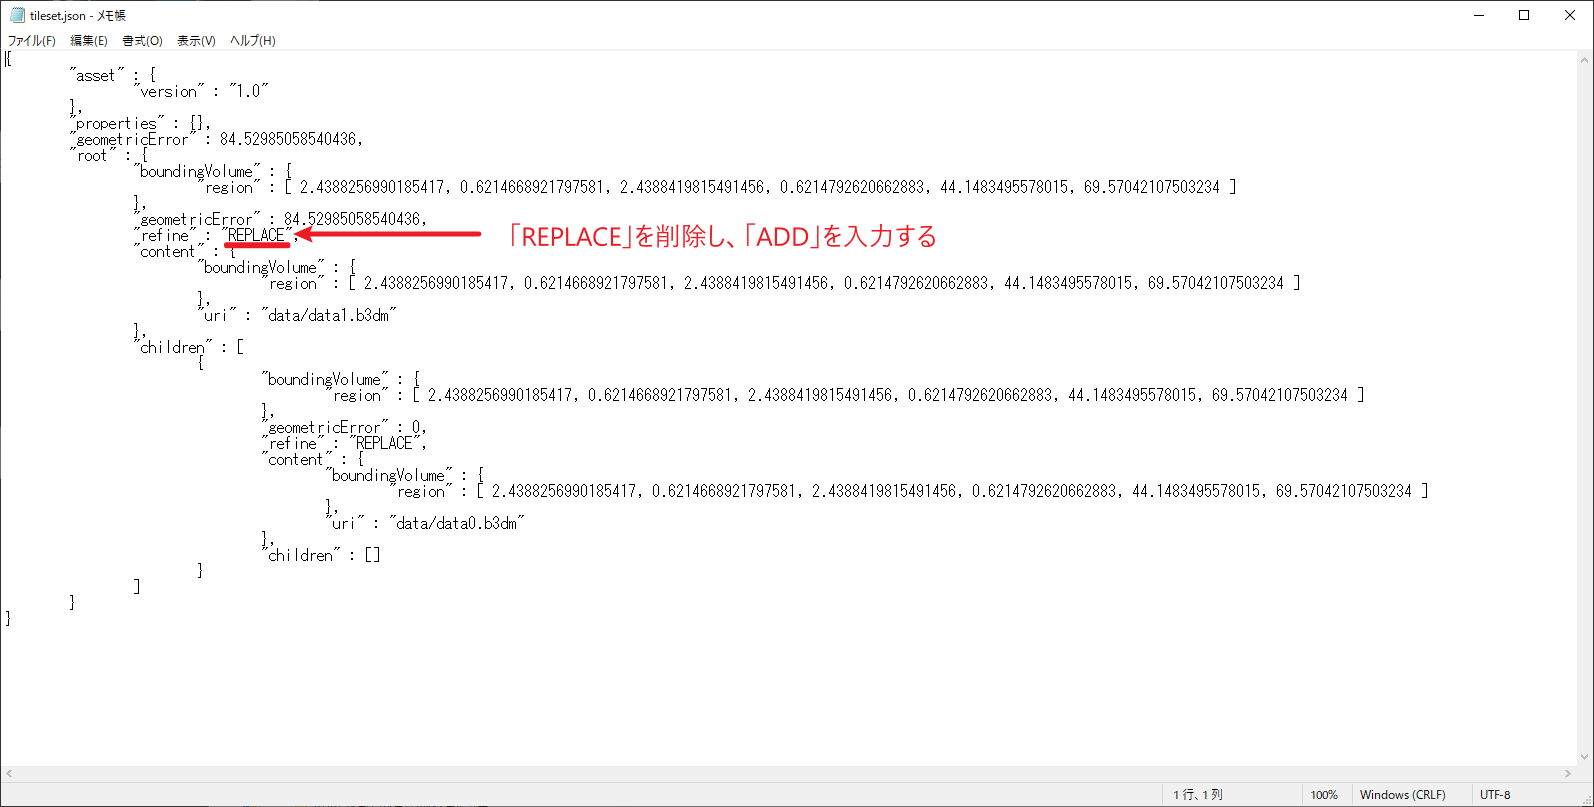 tileset.json - メモ帳
ファイル(F) 編集(E) 書式(O) 表示(V) ヘルプ(H)
{
"asset" : {
"version" : "1.0"
},
"properties" : {},
"geometricError" : 84.52985058540436,
"root" : {
"boundingVolume" : {
"region" : [ 2.4388256990185417, 0.6214668921797581, 2.4388419815491456, 0.6214792620662883, 44.1483495578015, 69.57042107503234 ]
},
"geometricError" : 84.52985058540436,
"refine" : "REPLACE", 「REPLACE」を削除し、「ADD」を入力する
"content" : {
"boundingVolume" : {
"region" : [ 2.4388256990185417, 0.6214668921797581, 2.4388419815491456, 0.6214792620662883, 44.1483495578015, 69.57042107503234 ]
},
"uri" : "data/data1.b3dm"
},
"children" : [
{
"boundingVolume" : {
"region" : [ 2.4388256990185417, 0.6214668921797581, 2.4388419815491456, 0.6214792620662883, 44.1483495578015, 69.57042107503234 ]
},
"geometricError" : 0,
"refine" : "REPLACE",
"content" : {
"boundingVolume" : {
"region" : [ 2.4388256990185417, 0.6214668921797581, 2.4388419815491456, 0.6214792620662883, 44.1483495578015, 69.57042107503234 ]
},
"uri" : "data/data0.b3dm"
},
"children" : []
}
]
}
}
1 行、1 列 100% Windows (CRLF) UTF-8